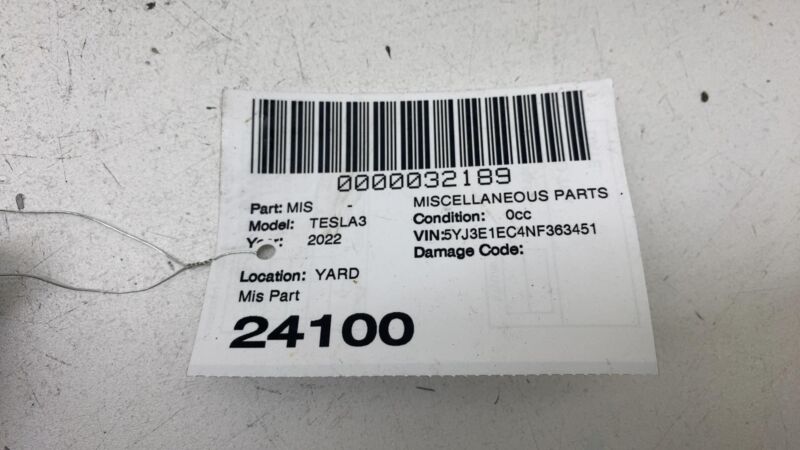 0000032189
Part: MIS - MISCELLANEOUS PARTS
Model: TESLA3 Condition: 0cc
Year: 2022 VIN:5YJ3E1EC4NF363451
Damage Code:
Location: YARD
Mis Part
24100